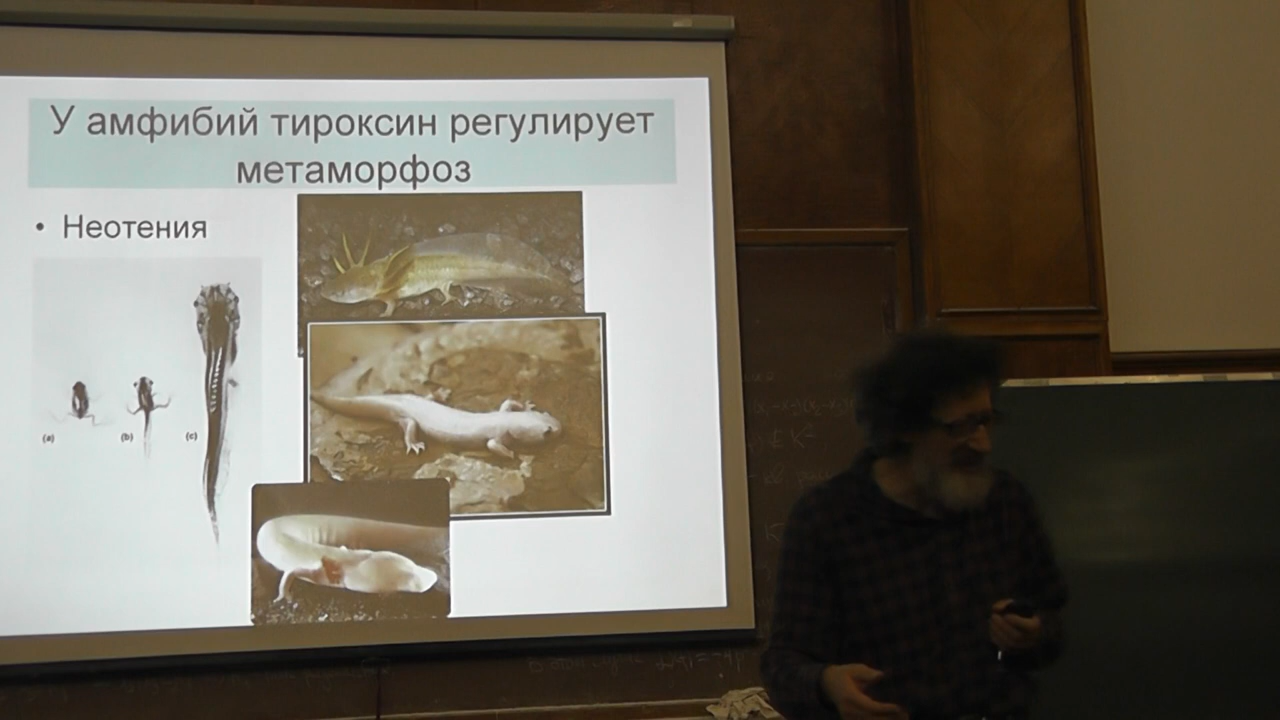 У амфибий тироксин регулирует
метаморфоз
• Неотения
(a) (b) (c)